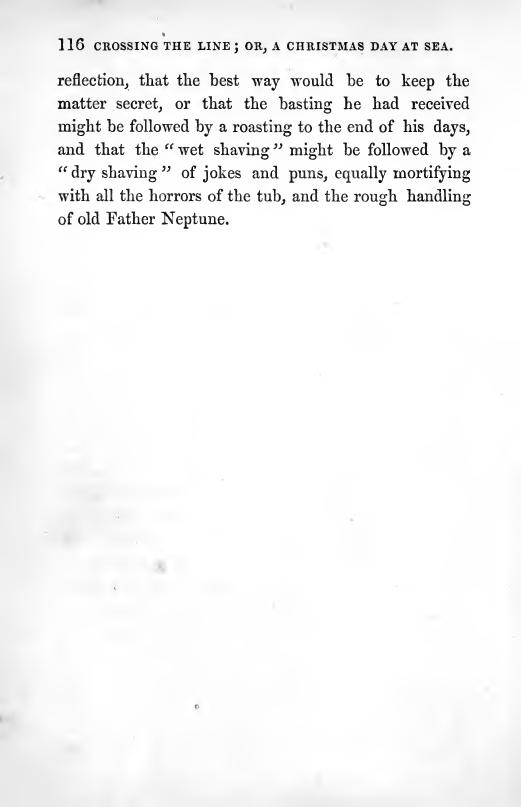 116 CROSSING THE LINE; OR, A CHRISTMAS DAY AT SEA.
reflection, that the best way would be to keep the
matter secret, or that the basting he had received
might be followed by a roasting to the end of his days,
and that the “wet shaving” might be followed by a
“dry shaving” of jokes and puns, equally mortifying
with all the horrors of the tub, and the rough handling
of old Father Neptune.